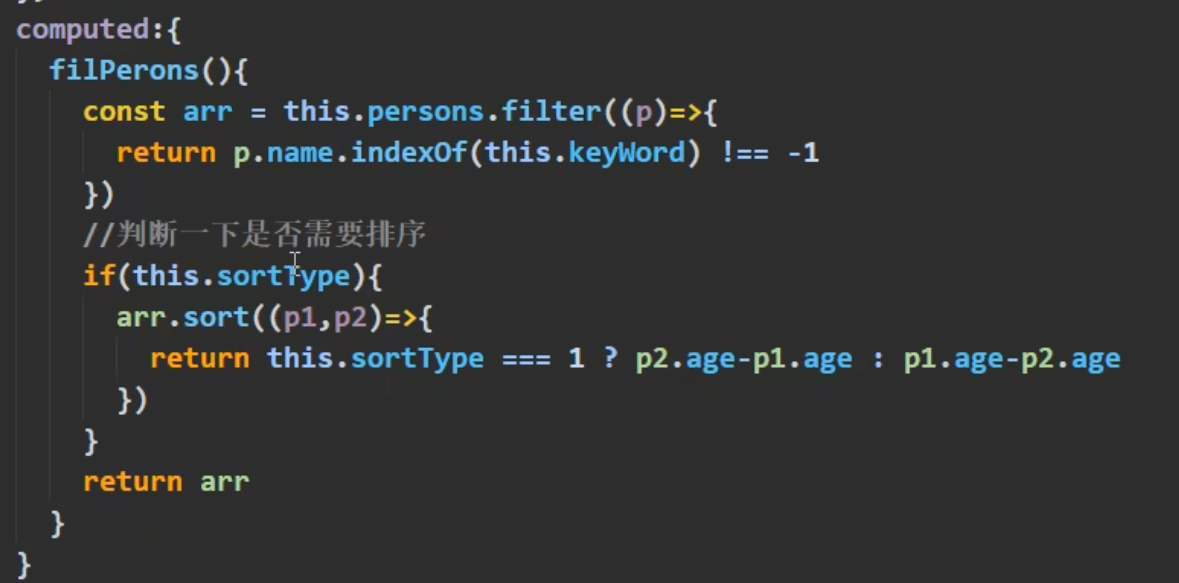 computed:{
filPerons(){
const arr = this.persons.filter((p)=>{
return p.name.indexOf(this.keyWord) !== -1
})
//判断一下是否需要排序
if(this.sortType){
arr.sort((p1,p2)=>{
return this.sortType === 1 ? p2.age-p1.age : p1.age-p2.age
})
}
return arr
}
}